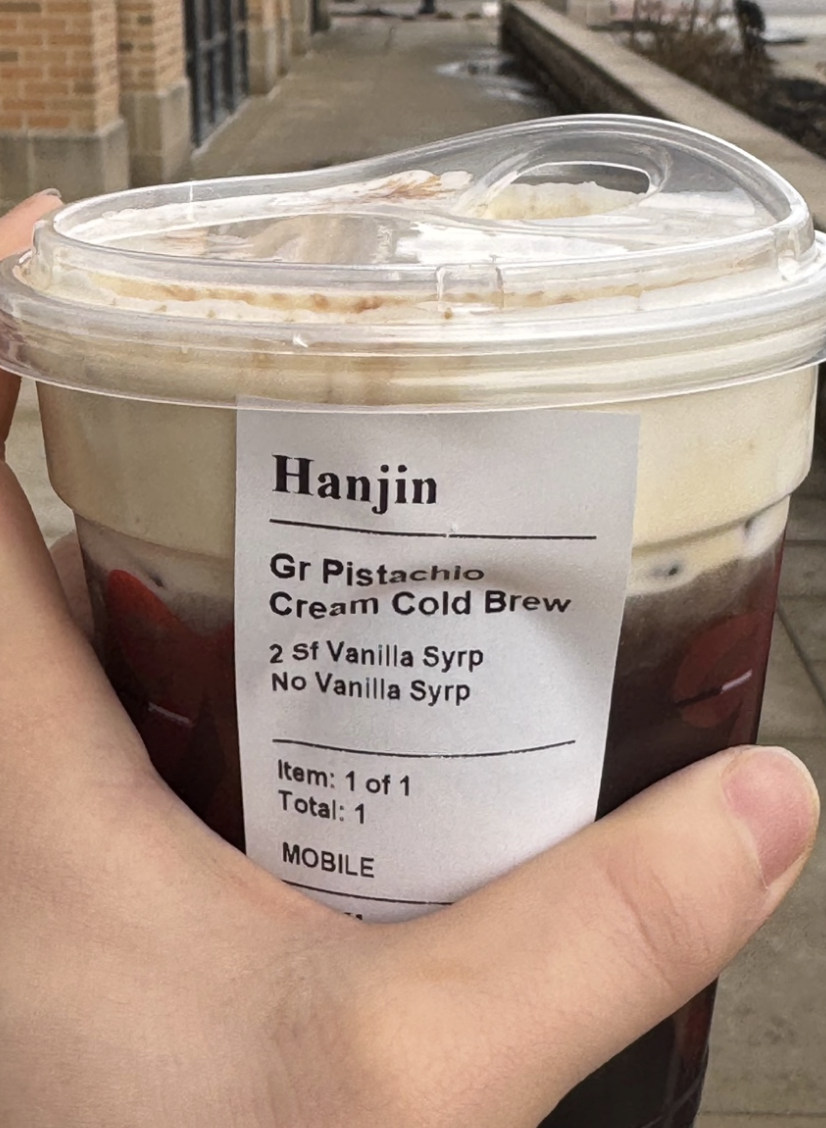 Hanjin
Gr Pistachio
Cream Cold Brew
2 Sf Vanilla Syrp
No Vanilla Syrp
Item: 1 of 1
Total: 1
MOBILE